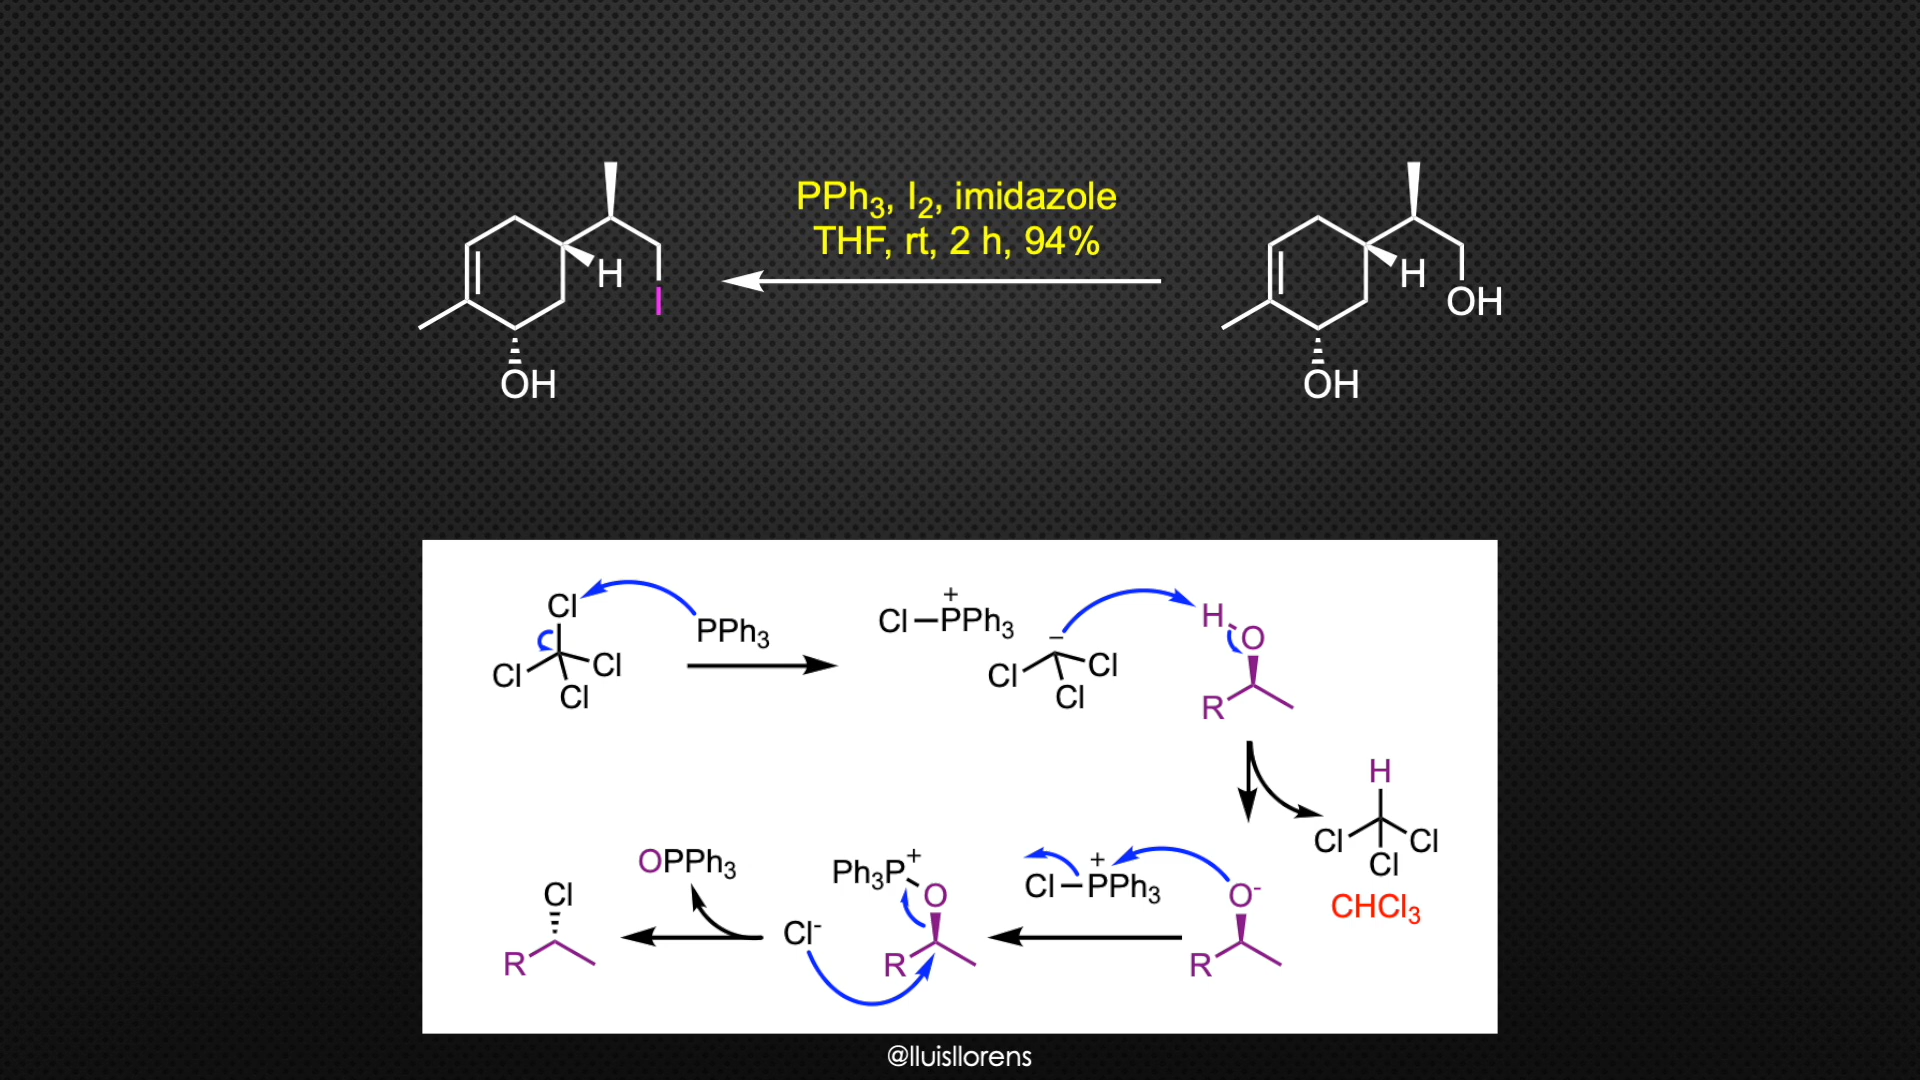 PPh3, I2, imidazole
THF, rt, 2 h, 94%
H
I
OH
H
OH
OH
Cl
Cl
Cl
Cl
PPh3
+
Cl–PPh3
−
Cl
Cl
Cl
H
O
R
H
Cl
Cl
Cl
CHCl3
OPPh3
Cl
R
Cl-
Ph3P+
O
R
+
Cl–PPh3
O-
R
@lluisllorens